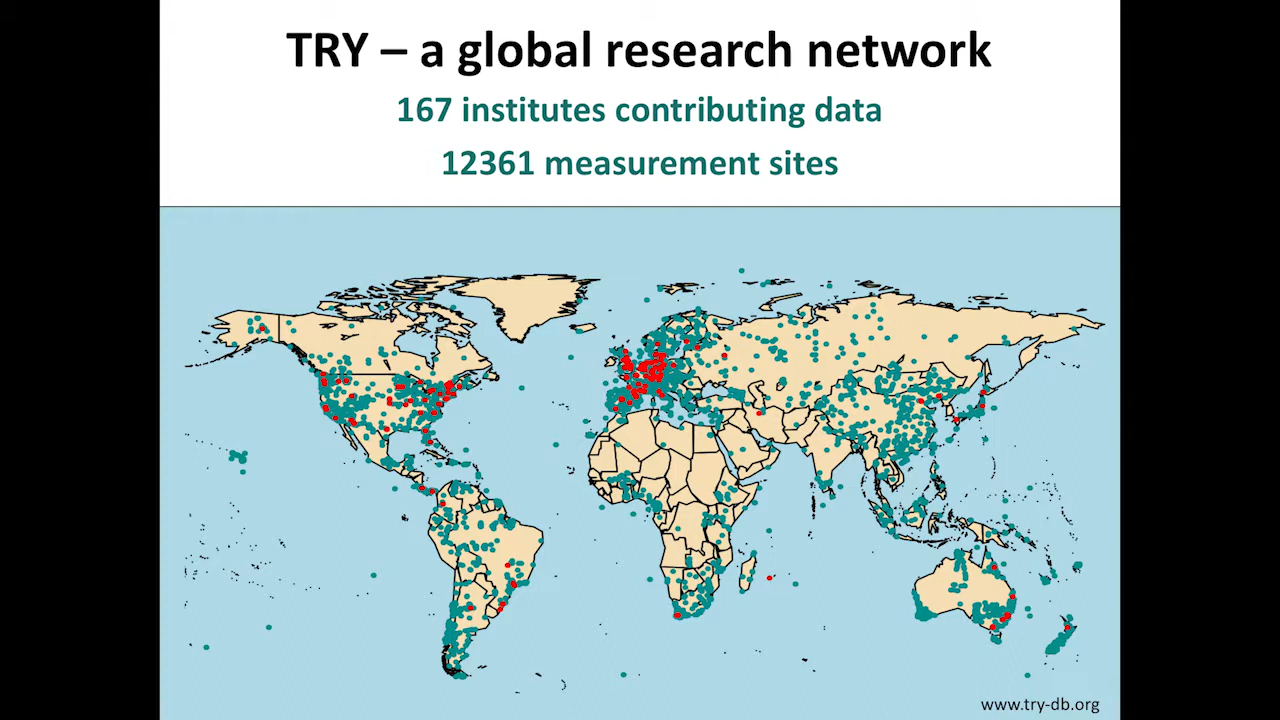 TRY – a global research network
167 institutes contributing data
12361 measurement sites
www.try-db.org